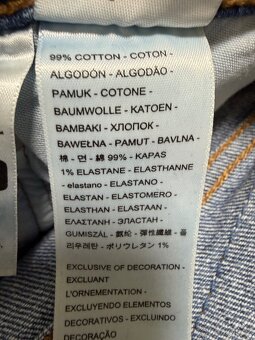 99% COTTON - COTON -
ALGODÓN - ALGODÃO -
PAMUK - COTONE -
BAUMWOLLE - KATOEN -
BAMBAKI - ХЛОПОК -
BAWEŁNA - PAMUT - BAVLNA -
棉 - 면 - 綿 99% - KAPAS
1% ELASTANE - ELASTHANNE
- elastano - ELASTANO -
ELASTAN - ELASTOMERO -
ELASTHAN - ELASTAAN -
ΕΛΑΣΤΑΝΗ - ЭЛАСТАН -
GUMISZÁL - 氨纶 - 彈性纖維 - 폴
리우레탄 - ポリウレタン 1%
EXCLUSIVE OF DECORATION -
EXCLUANT
L'ORNEMENTATION -
EXCLUYENDO ELEMENTOS
DECORATIVOS - EXCLUINDO
DECORAÇÃO